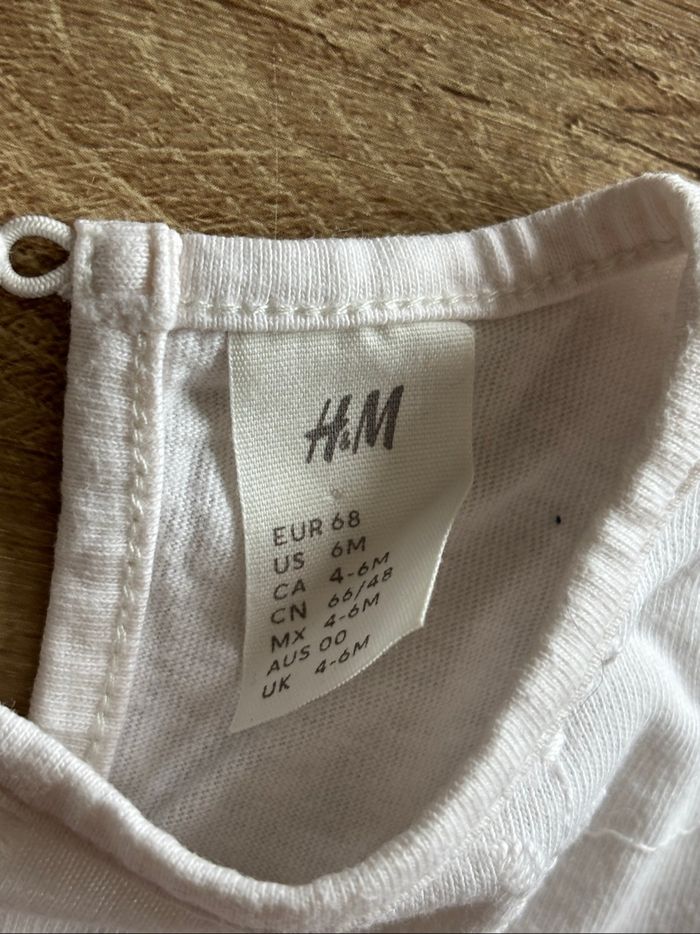 H&M
EUR 68
US 6M
CA 4-6M
CN 66/48
MX 4-6M
AUS 00
UK 4-6M